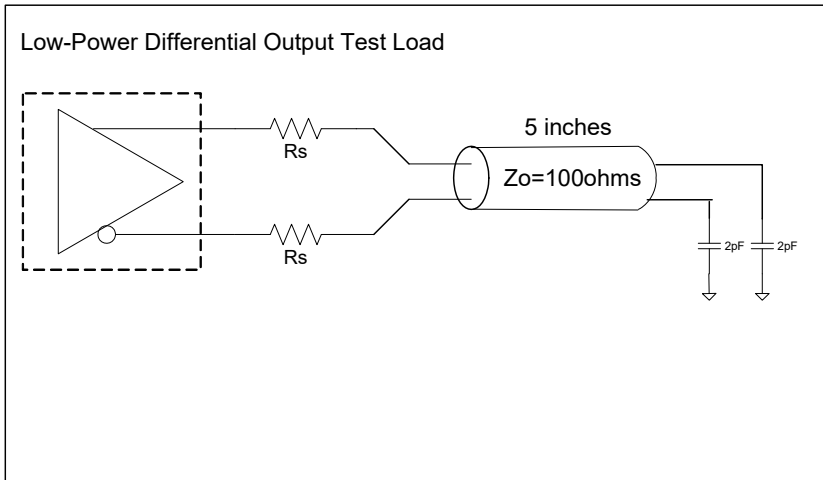 Low-Power Differential Output Test Load
Rs
5 inches
Zo=100ohms
Rs
2pF
2pF